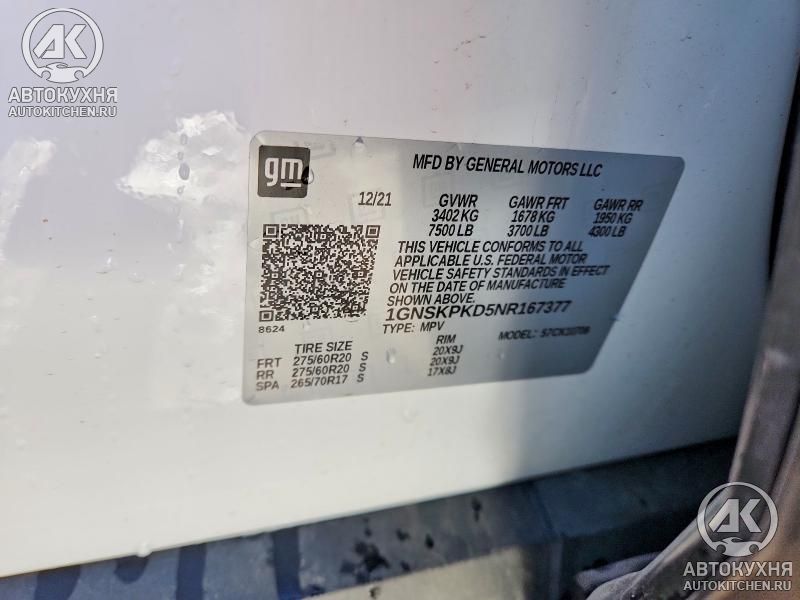 АК
АВТОКУХНЯ
AUTOKITCHEN.RU
gm
MFD BY GENERAL MOTORS LLC
12/21 GVWR GAWR FRT GAWR RR
3402 KG 1678 KG 1950 KG
7500 LB 3700 LB 4300 LB
THIS VEHICLE CONFORMS TO ALL
APPLICABLE U.S. FEDERAL MOTOR
VEHICLE SAFETY STANDARDS IN EFFECT
ON THE DATE OF MANUFACTURE
SHOWN ABOVE.
1GNSKPKD5NR167377
8624
TYPE: MPV MODEL:
TIRE SIZE RIM
FRT 275/60R20 S 20X9J
RR 275/60R20 S 20X9J
SPA 265/70R17 S 17X8J
АК
АВТОКУХНЯ
AUTOKITCHEN.RU